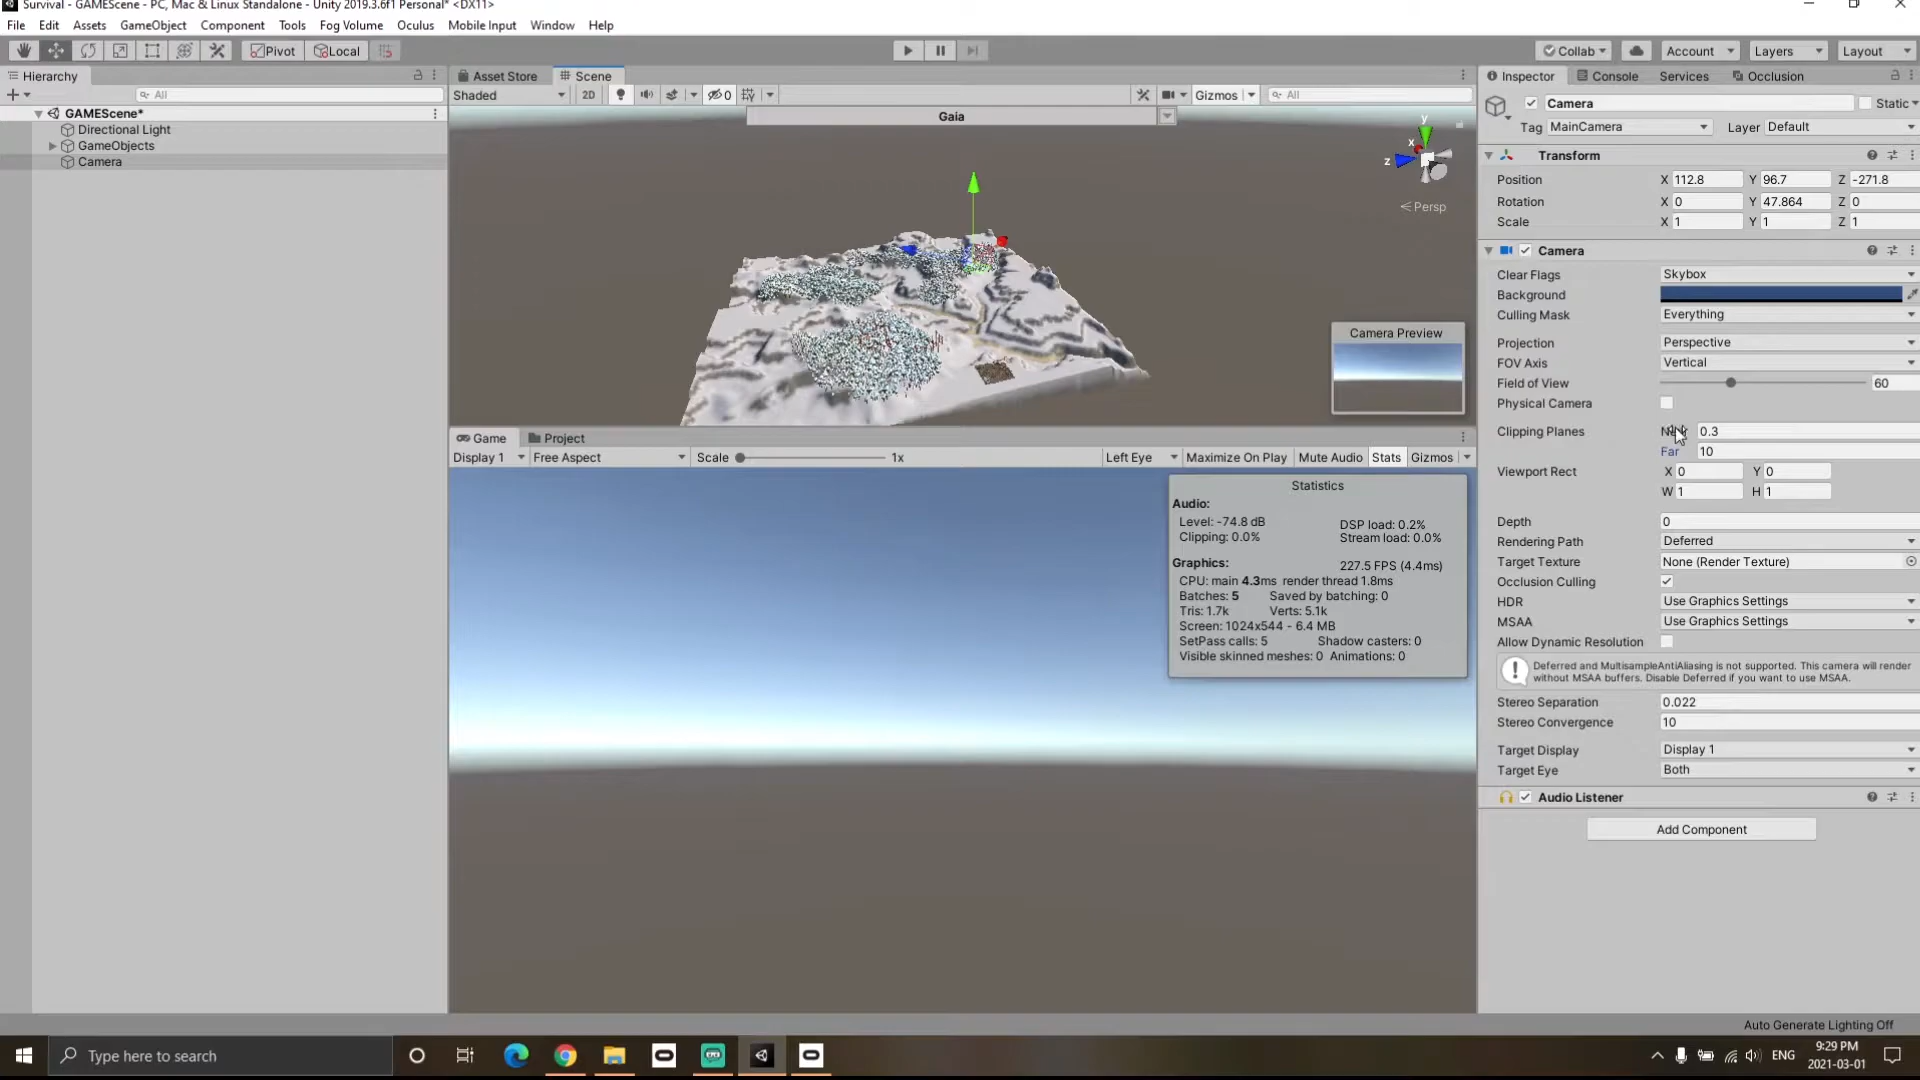 Survival - GAMEScene - PC, Mac & Linux Standalone - Unity 2019.3.6f1 Personal* <DX11>
File Edit Assets GameObject Component Tools Fog Volume Oculus Mobile Input Window Help
Pivot Local Collab Account Layers Layout
Hierarchy
All
GAMEScene*
Directional Light
GameObjects
Camera
Asset Store Scene
Shaded 2D 0 Gizmos All
Gaia
y
x
z
Persp
Camera Preview
Game Project
Display 1 Free Aspect Scale 1x Left Eye Maximize On Play Mute Audio Stats Gizmos
Statistics
Audio:
Level: -74.8 dB DSP load: 0.2%
Clipping: 0.0% Stream load: 0.0%
Graphics: 227.5 FPS (4.4ms)
CPU: main 4.3ms render thread 1.8ms
Batches: 5 Saved by batching: 0
Tris: 1.7k Verts: 5.1k
Screen: 1024x544 - 6.4 MB
SetPass calls: 5 Shadow casters: 0
Visible skinned meshes: 0 Animations: 0
Inspector Console Services Occlusion
Camera Static
Tag MainCamera Layer Default
Transform
Position X 112.8 Y 96.7 Z -271.8
Rotation X 0 Y 47.864 Z 0
Scale X 1 Y 1 Z 1
Camera
Clear Flags Skybox
Background
Culling Mask Everything
Projection Perspective
FOV Axis Vertical
Field of View 60
Physical Camera
Clipping Planes 0.3
Far 10
Viewport Rect X 0 Y 0
W 1 H 1
Depth 0
Rendering Path Deferred
Target Texture None (Render Texture)
Occlusion Culling
HDR Use Graphics Settings
MSAA Use Graphics Settings
Allow Dynamic Resolution
Deferred and MultisampleAntiAliasing is not supported. This camera will render
without MSAA buffers. Disable Deferred if you want to use MSAA.
Stereo Separation 0.022
Stereo Convergence 10
Target Display Display 1
Target Eye Both
Audio Listener
Add Component
Auto Generate Lighting Off
Type here to search
ENG
9:29 PM
2021-03-01